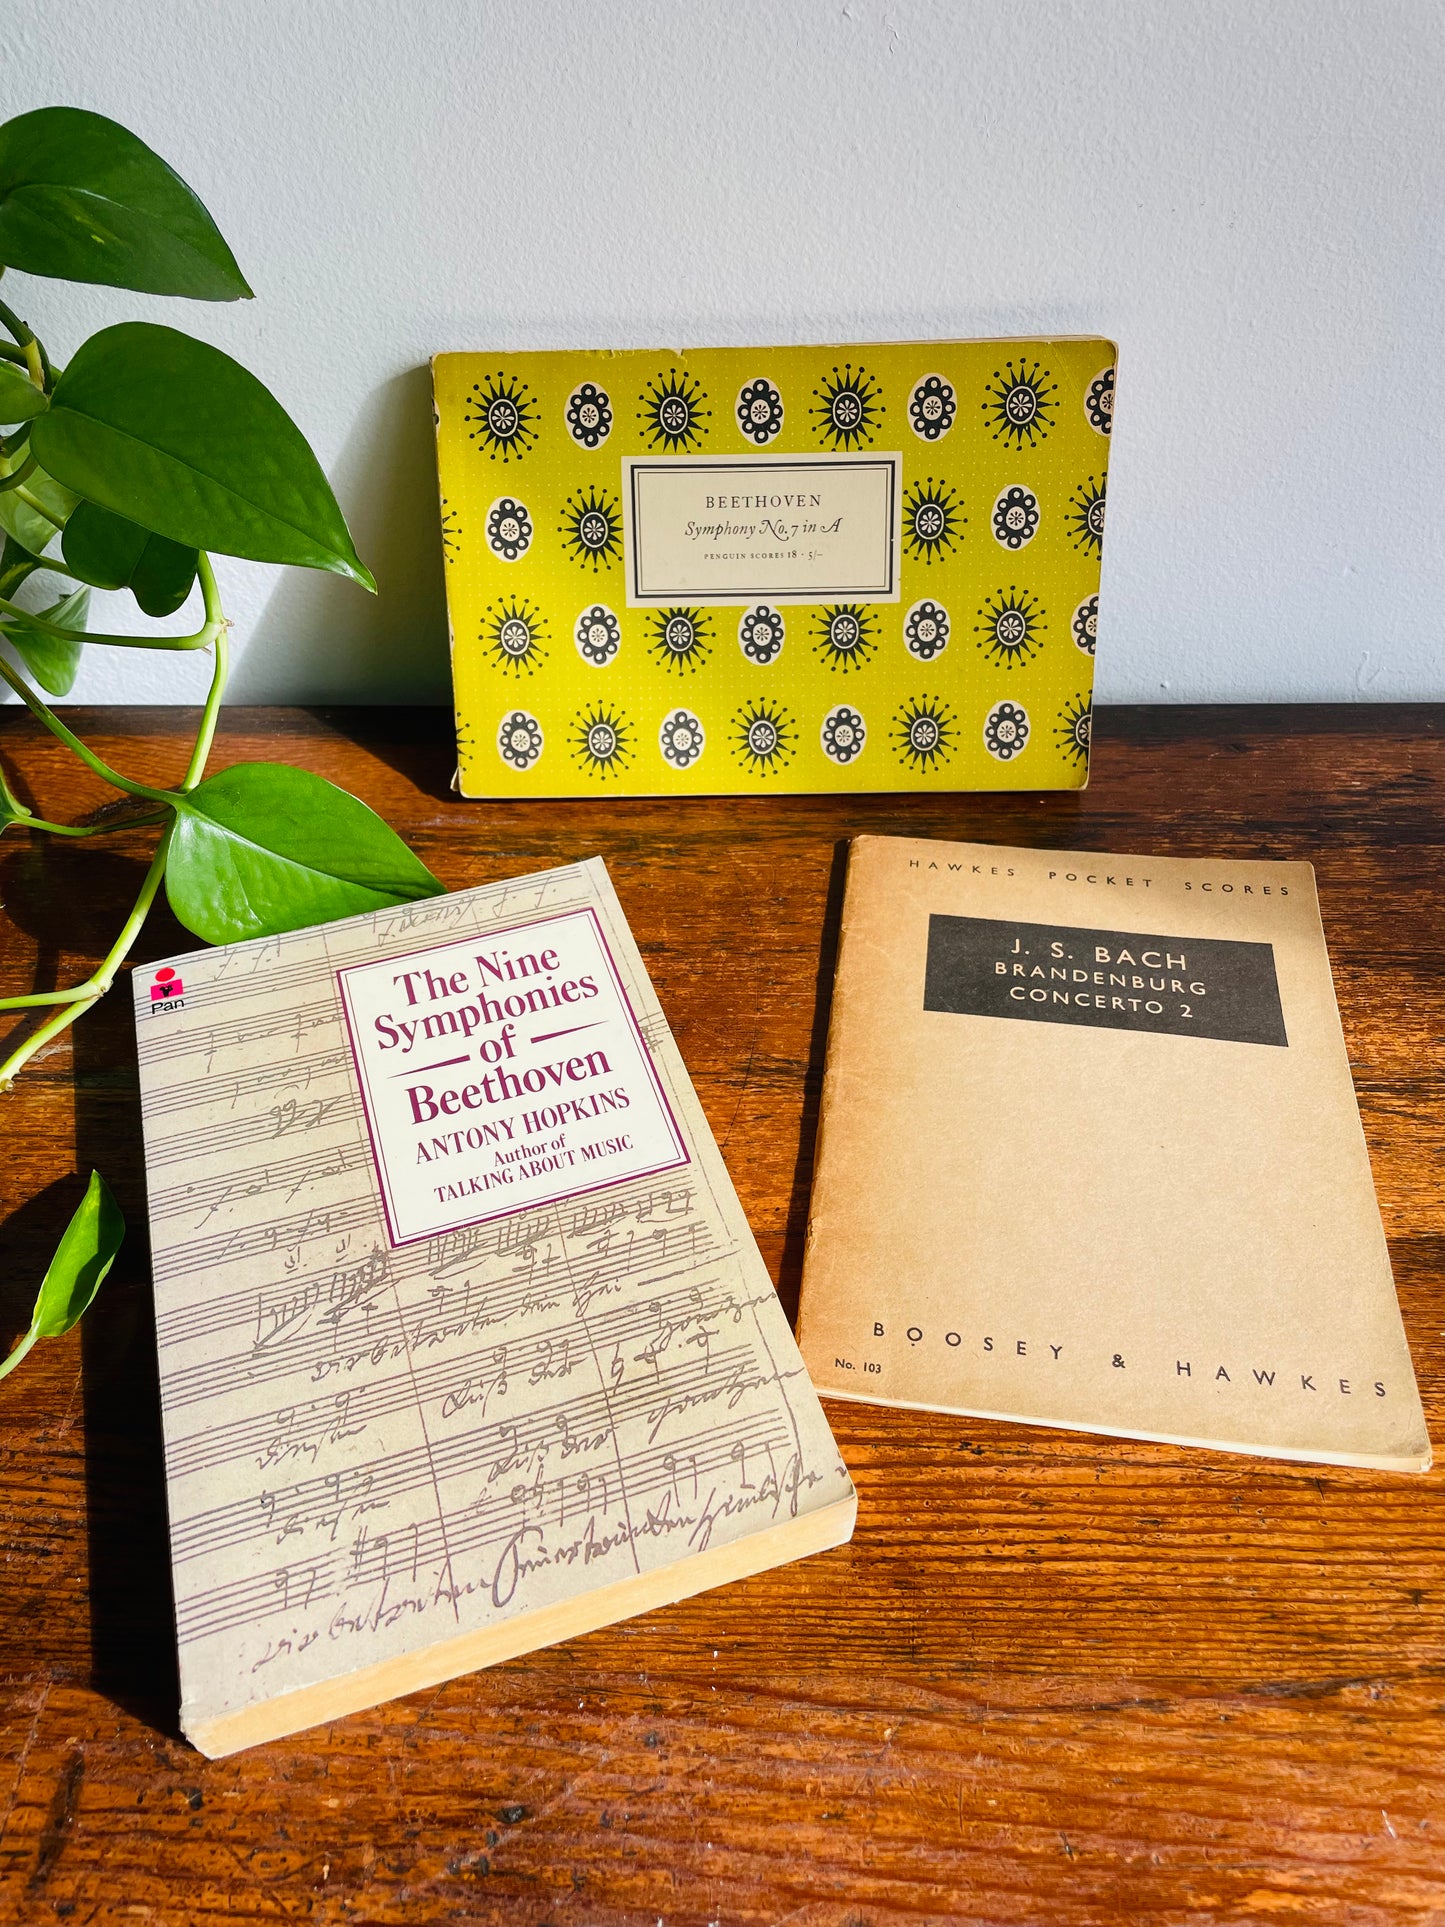 BEETHOVEN
Symphony No. 7 in A
PENGUIN SCORES 18 · 5/–
HAWKES POCKET SCORES
J. S. BACH
BRANDENBURG
CONCERTO 2
BOOSEY & HAWKES
No. 103
Pan
The Nine
Symphonies
of
Beethoven
ANTONY HOPKINS
Author of
TALKING ABOUT MUSIC